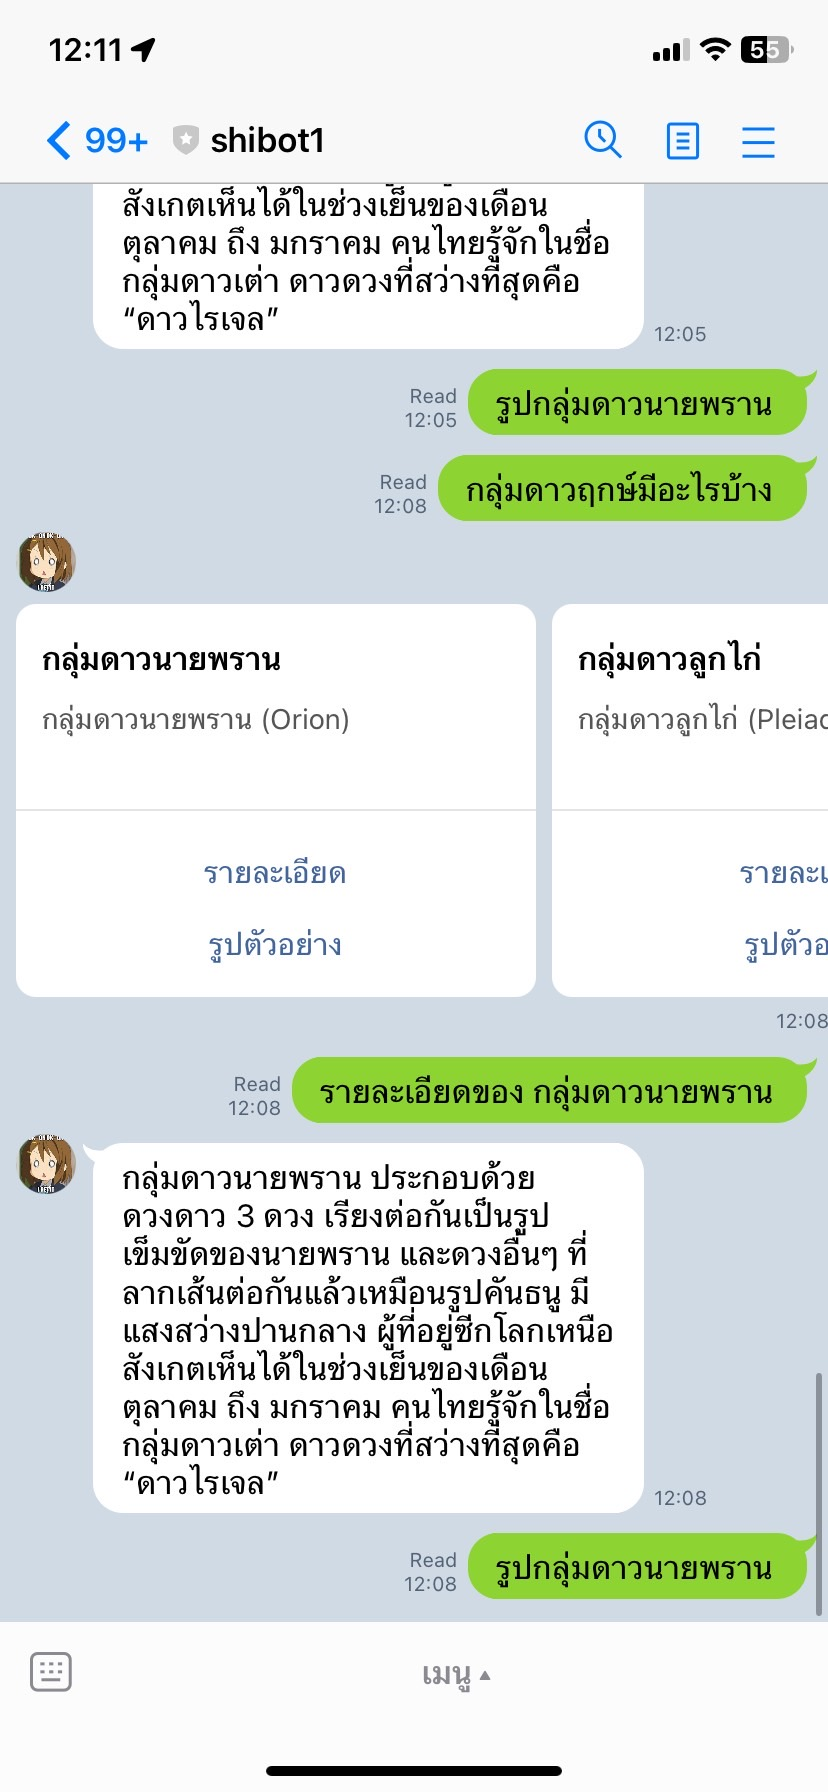 12:11
55
99+
shibot1
สังเกตเห็นได้ในช่วงเย็นของเดือน
ตุลาคม ถึง มกราคม คนไทยรู้จักในชื่อ
กลุ่มดาวเต่า ดาวดวงที่สว่างที่สุดคือ
“ดาวไรเจล”
12:05
Read
12:05
รูปกลุ่มดาวนายพราน
Read
12:08
กลุ่มดาวฤกษ์มีอะไรบ้าง
กลุ่มดาวนายพราน
กลุ่มดาวนายพราน (Orion)
รายละเอียด
รูปตัวอย่าง
กลุ่มดาวลูกไก่
กลุ่มดาวลูกไก่ (Pleiad
รายละเ
รูปตัวอ
12:08
Read
12:08
รายละเอียดของ กลุ่มดาวนายพราน
กลุ่มดาวนายพราน ประกอบด้วย
ดวงดาว 3 ดวง เรียงต่อกันเป็นรูป
เข็มขัดของนายพราน และดวงอื่นๆ ที่
ลากเส้นต่อกันแล้วเหมือนรูปคันธนู มี
แสงสว่างปานกลาง ผู้ที่อยู่ซีกโลกเหนือ
สังเกตเห็นได้ในช่วงเย็นของเดือน
ตุลาคม ถึง มกราคม คนไทยรู้จักในชื่อ
กลุ่มดาวเต่า ดาวดวงที่สว่างที่สุดคือ
“ดาวไรเจล”
12:08
Read
12:08
รูปกลุ่มดาวนายพราน
เมนู ▲